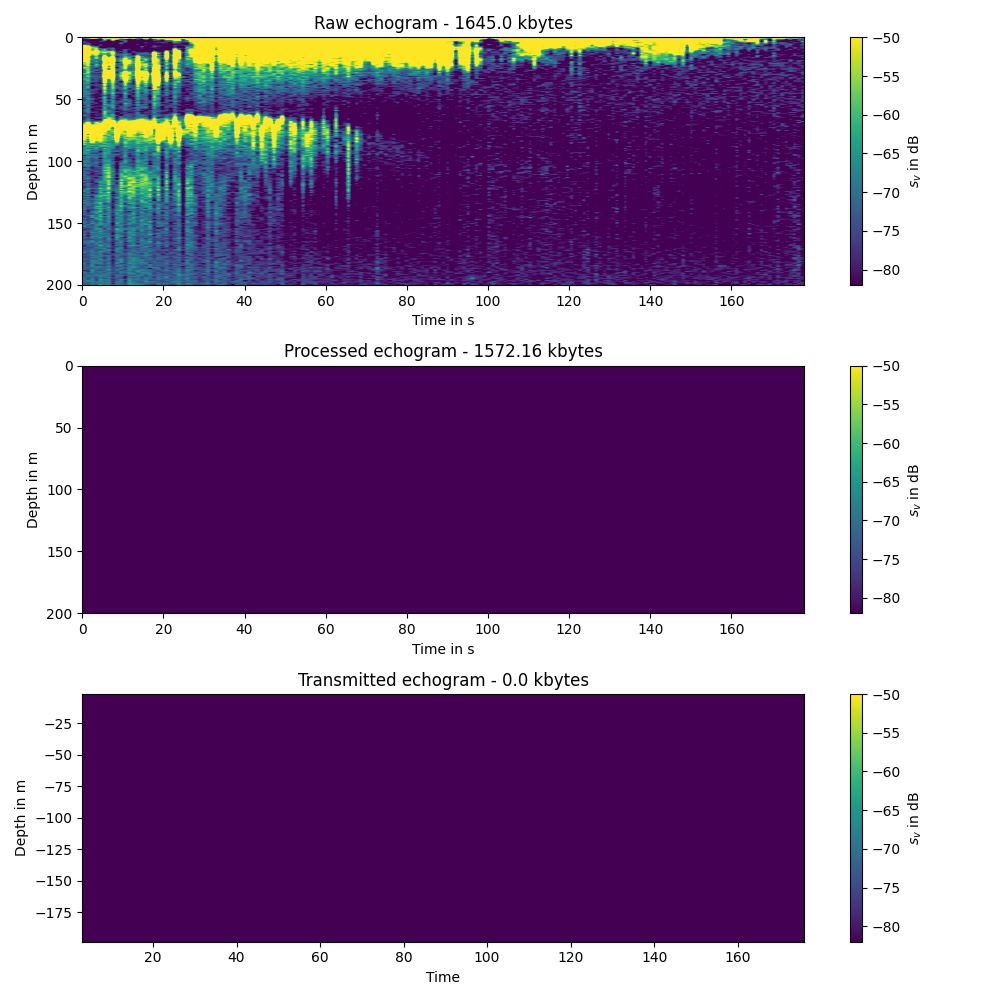 Raw echogram - 1645.0 kbytes
0
50
100
150
200
Depth in m
0 20 40 60 80 100 120 140 160
Time in s
−50
−55
−60
−65
−70
−75
−80
sv in dB
Processed echogram - 1572.16 kbytes
0
50
100
150
200
Depth in m
0 20 40 60 80 100 120 140 160
Time in s
−50
−55
−60
−65
−70
−75
−80
sv in dB
Transmitted echogram - 0.0 kbytes
−25
−50
−75
−100
−125
−150
−175
Depth in m
20 40 60 80 100 120 140 160
Time
−50
−55
−60
−65
−70
−75
−80
sv in dB